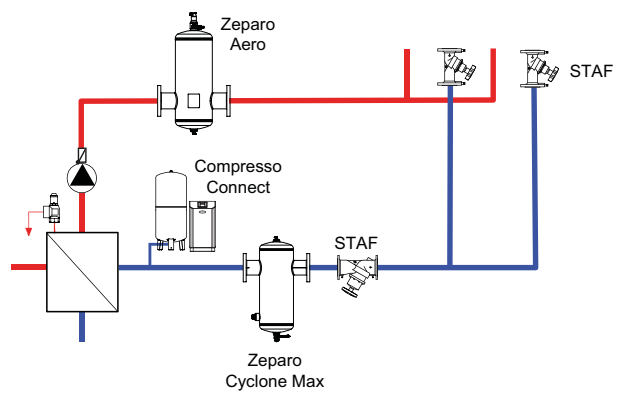 Zeparo
Aero
STAF
Compresso
Connect
STAF
Zeparo
Cyclone Max